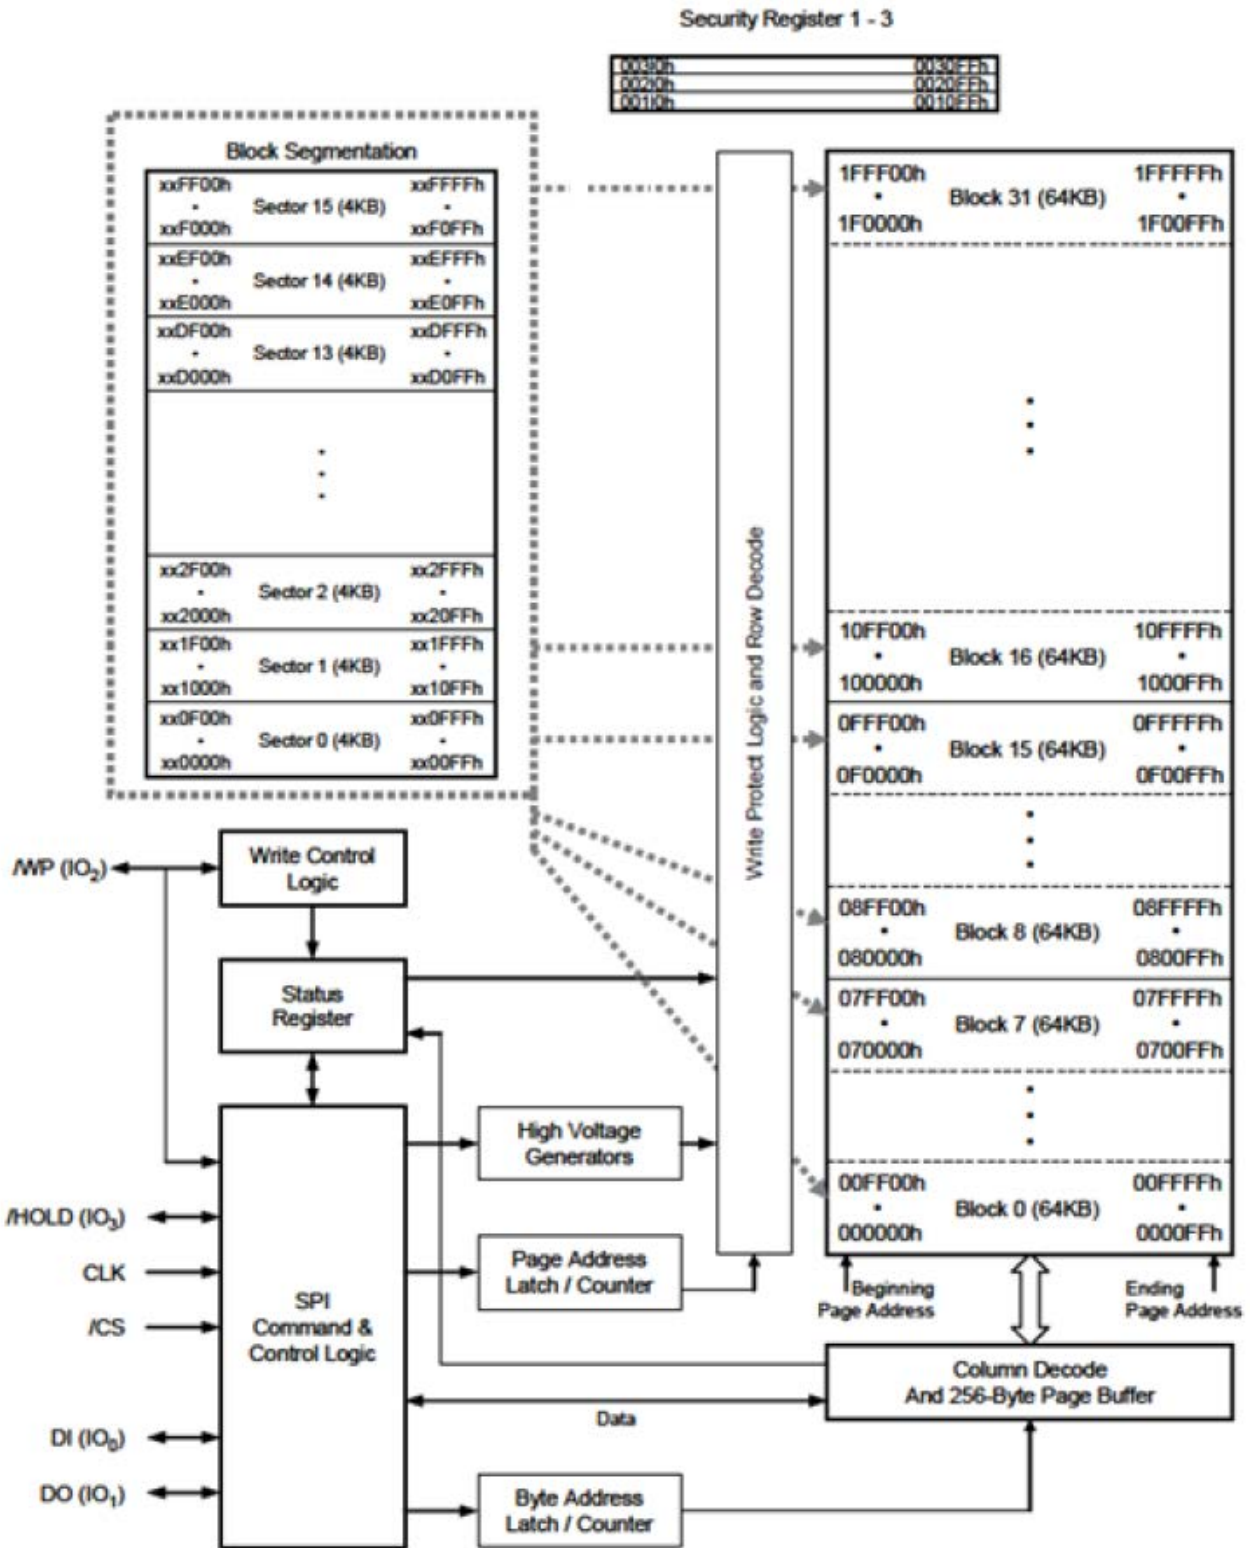 Security Register 1 - 3
003I0h 0030FFh
002I0h 0020FFh
001I0h 0010FFh
Block Segmentation
xxFF00h xxFFFFh
Sector 15 (4KB)
xxF000h xxF0FFh
xxEF00h xxEFFFh
Sector 14 (4KB)
xxE000h xxE0FFh
xxDF00h xxDFFFh
Sector 13 (4KB)
xxD000h xxD0FFh
xx2F00h xx2FFFh
Sector 2 (4KB)
xx2000h xx20FFh
xx1F00h xx1FFFh
Sector 1 (4KB)
xx1000h xx10FFh
xx0F00h xx0FFFh
Sector 0 (4KB)
xx0000h xx00FFh
Write Protect Logic and Row Decode
1FFF00h 1FFFFFh
Block 31 (64KB)
1F0000h 1F00FFh
10FF00h 10FFFFh
Block 16 (64KB)
100000h 1000FFh
0FFF00h 0FFFFFh
Block 15 (64KB)
0F0000h 0F00FFh
08FF00h 08FFFFh
Block 8 (64KB)
080000h 0800FFh
07FF00h 07FFFFh
Block 7 (64KB)
070000h 0700FFh
00FF00h 00FFFFh
Block 0 (64KB)
000000h 0000FFh
Beginning
Page Address
Ending
Page Address
Column Decode
And 256-Byte Page Buffer
/WP (IO2)
Write Control
Logic
Status
Register
High Voltage
Generators
/HOLD (IO3)
CLK
/CS
SPI
Command &
Control Logic
Page Address
Latch / Counter
Data
DI (IO0)
DO (IO1)
Byte Address
Latch / Counter